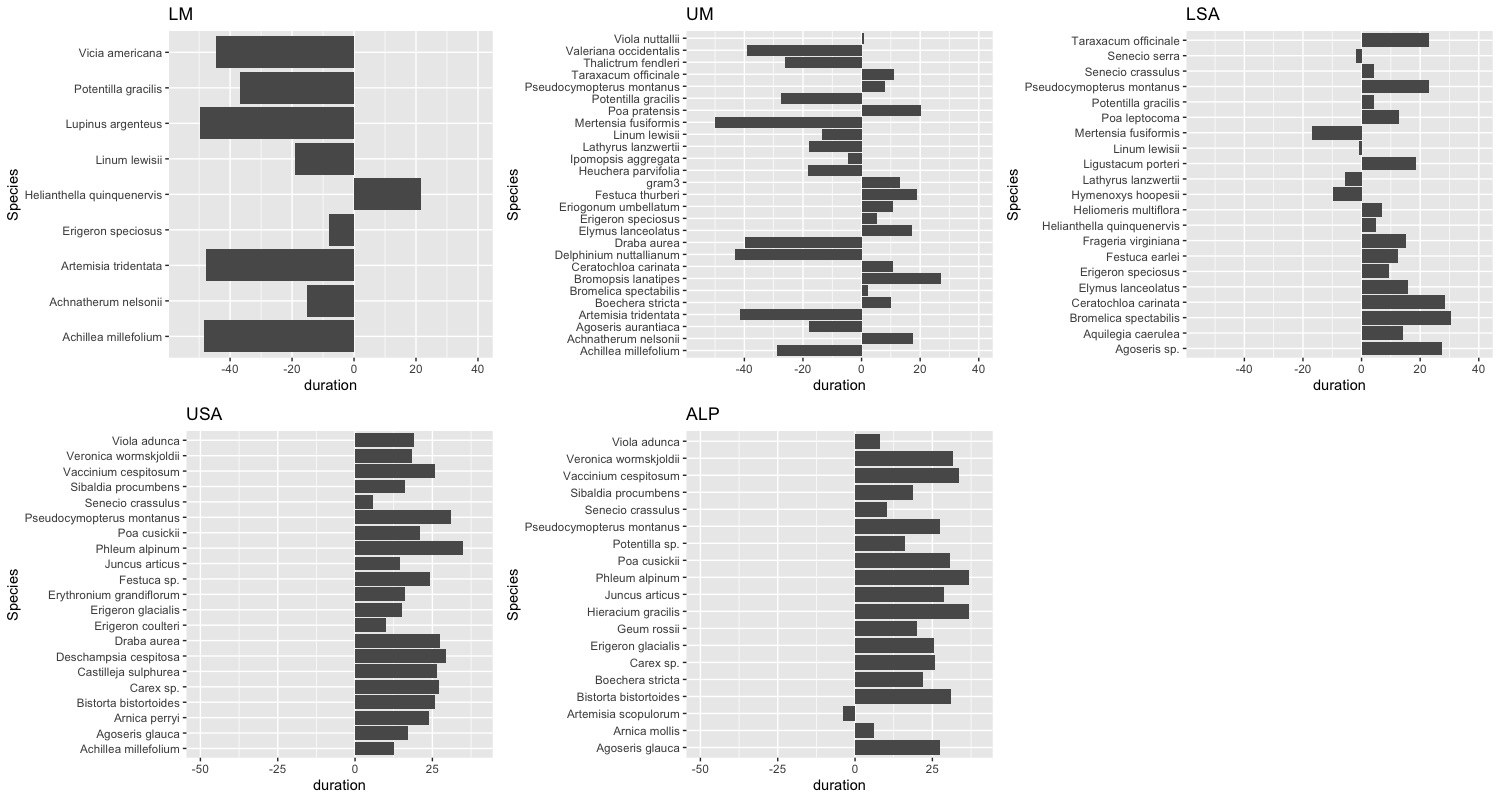 LM
Species
Vicia americana
Potentilla gracilis
Lupinus argenteus
Linum lewisii
Helianthella quinquenervis
Erigeron speciosus
Artemisia tridentata
Achnatherum nelsonii
Achillea millefolium
-40 -20 0 20 40
duration
UM
Species
Viola nuttallii
Valeriana occidentalis
Thalictrum fendleri
Taraxacum officinale
Pseudocymopterus montanus
Potentilla gracilis
Poa pratensis
Mertensia fusiformis
Linum lewisii
Lathyrus lanzwertii
Ipomopsis aggregata
Heuchera parvifolia
gram3
Festuca thurberi
Eriogonum umbellatum
Erigeron speciosus
Elymus lanceolatus
Draba aurea
Delphinium nuttallianum
Ceratochloa carinata
Bromopsis lanatipes
Bromelica spectabilis
Boechera stricta
Artemisia tridentata
Agoseris aurantiaca
Achnatherum nelsonii
Achillea millefolium
-40 -20 0 20 40
duration
LSA
Species
Taraxacum officinale
Senecio serra
Senecio crassulus
Pseudocymopterus montanus
Potentilla gracilis
Poa leptocoma
Mertensia fusiformis
Linum lewisii
Ligustacum porteri
Lathyrus lanzwertii
Hymenoxys hoopesii
Heliomeris multiflora
Helianthella quinquenervis
Frageria virginiana
Festuca earlei
Erigeron speciosus
Elymus lanceolatus
Ceratochloa carinata
Bromelica spectabilis
Aquilegia caerulea
Agoseris sp.
-40 -20 0 20 40
duration
USA
Species
Viola adunca
Veronica wormskjoldii
Vaccinium cespitosum
Sibaldia procumbens
Senecio crassulus
Pseudocymopterus montanus
Poa cusickii
Phleum alpinum
Juncus articus
Festuca sp.
Erythronium grandiflorum
Erigeron glacialis
Erigeron coulteri
Draba aurea
Deschampsia cespitosa
Castilleja sulphurea
Carex sp.
Bistorta bistortoides
Arnica perryi
Agoseris glauca
Achillea millefolium
-50 -25 0 25
duration
ALP
Species
Viola adunca
Veronica wormskjoldii
Vaccinium cespitosum
Sibaldia procumbens
Senecio crassulus
Pseudocymopterus montanus
Potentilla sp.
Poa cusickii
Phleum alpinum
Juncus articus
Hieracium gracilis
Geum rossii
Erigeron glacialis
Carex sp.
Boechera stricta
Bistorta bistortoides
Artemisia scopulorum
Arnica mollis
Agoseris glauca
-50 -25 0 25
duration